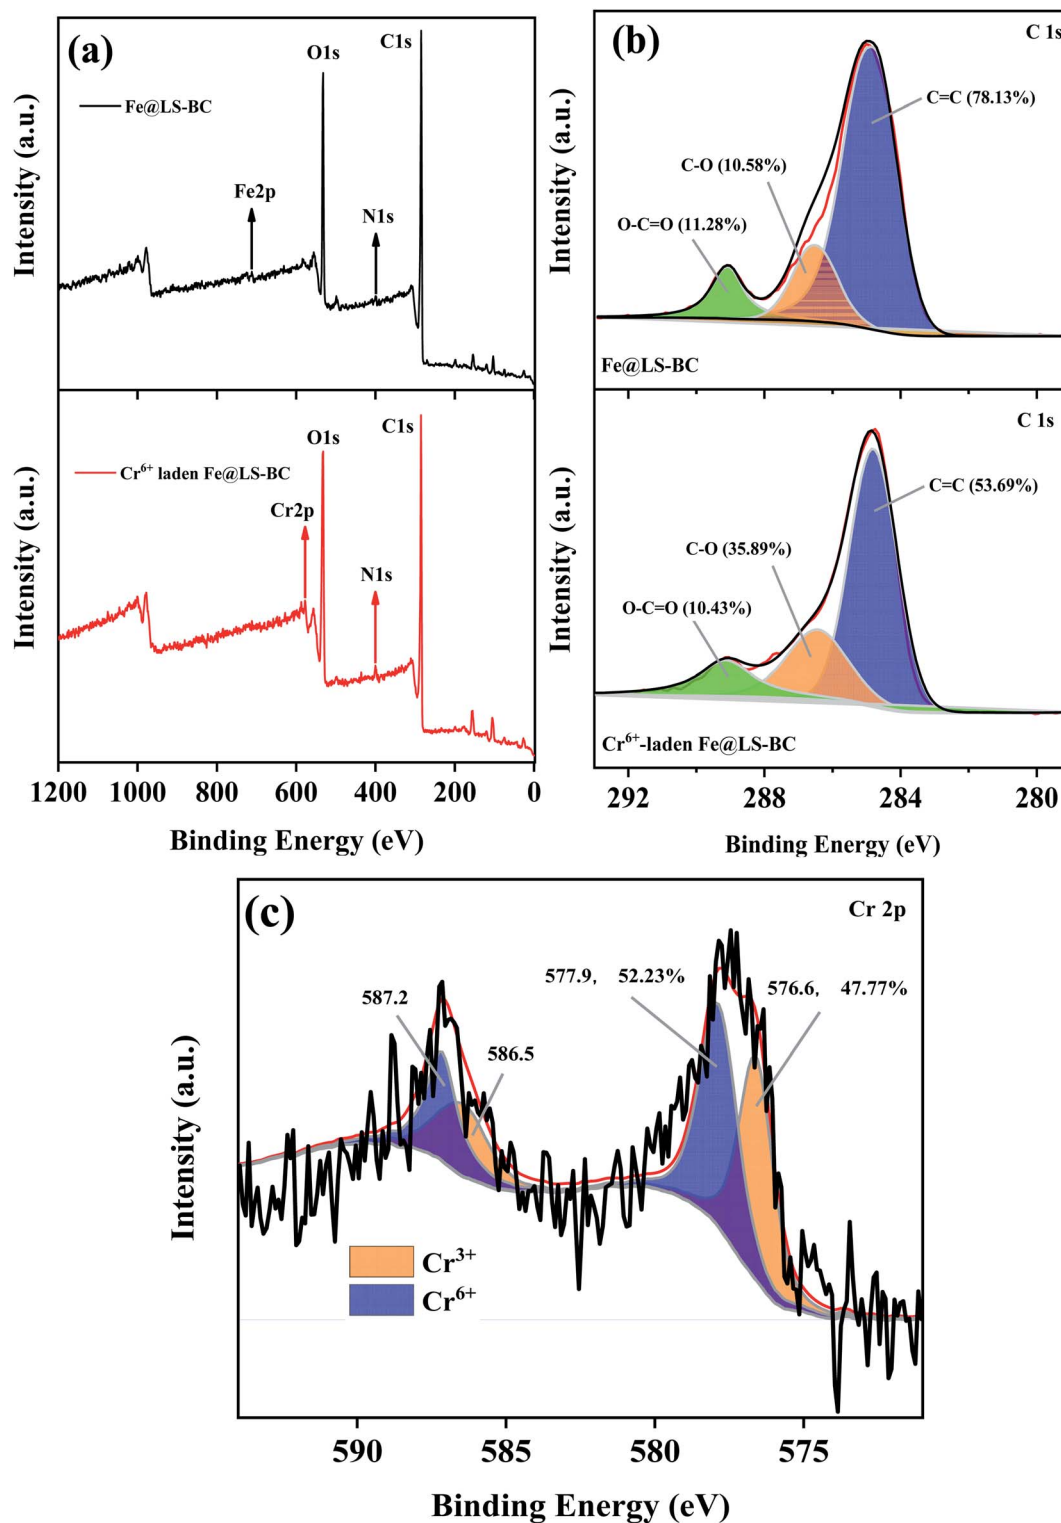 (a)
O1s
C1s
Fe@LS-BC
Fe2p
N1s
Intensity (a.u.)
O1s
C1s
Cr⁶⁺ laden Fe@LS-BC
Cr2p
N1s
Intensity (a.u.)
1200 1000 800 600 400 200 0
Binding Energy (eV)
(b)
C 1s
C=C (78.13%)
C-O (10.58%)
O-C=O (11.28%)
Fe@LS-BC
Intensity (a.u.)
C 1s
C=C (53.69%)
C-O (35.89%)
O-C=O (10.43%)
Cr⁶⁺-laden Fe@LS-BC
Intensity (a.u.)
292 288 284 280
Binding Energy (eV)
(c)
Cr 2p
577.9, 52.23%
576.6, 47.77%
587.2
586.5
Cr³⁺
Cr⁶⁺
Intensity (a.u.)
590 585 580 575
Binding Energy (eV)